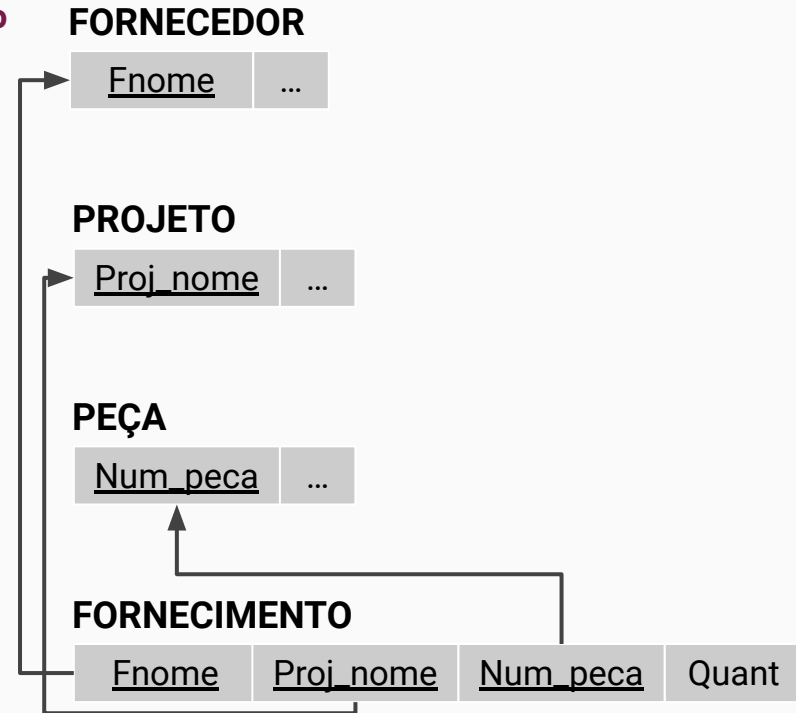 FORNECEDOR
Fnome ...
PROJETO
Proj_nome ...
PEÇA
Num_peca ...
FORNECIMENTO
Fnome Proj_nome Num_peca Quant